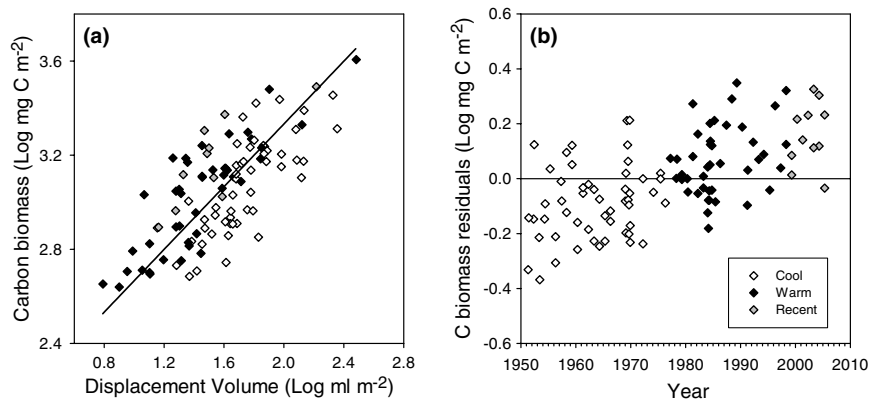 (a)
Carbon biomass (Log mg C m-2)
3.6
3.2
2.8
2.4
0.8 1.2 1.6 2.0 2.4 2.8
Displacement Volume (Log ml m-2)
(b)
C biomass residuals (Log mg C m-2)
0.6
0.4
0.2
0.0
-0.2
-0.4
-0.6
Cool
Warm
Recent
1950 1960 1970 1980 1990 2000 2010
Year